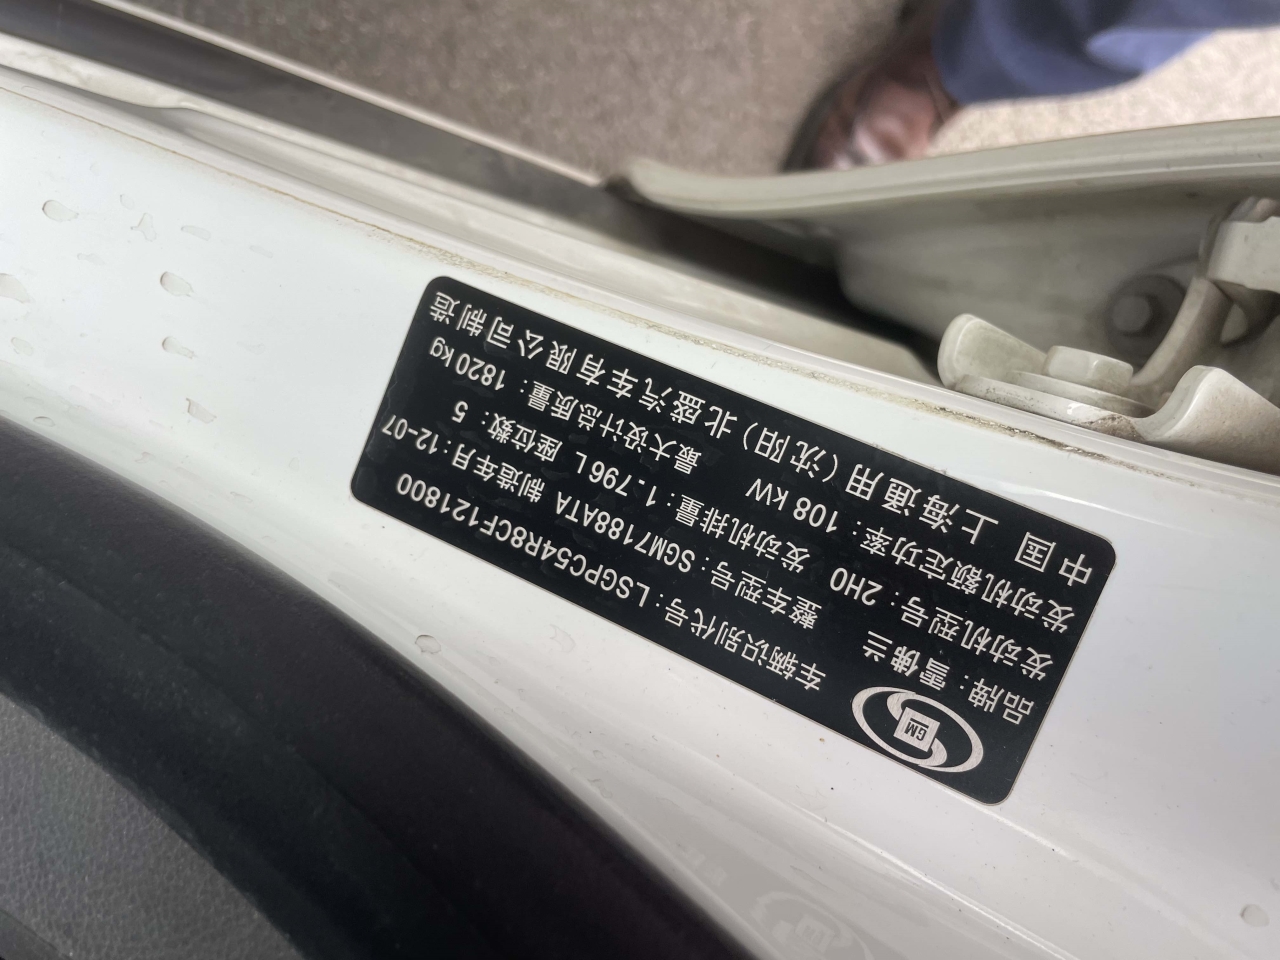 GM
车辆识别代号：LSGPC54R8CF121800
品牌：雪佛兰 整车型号：SGM7188ATA 制造年月：12-07
发动机型号：2H0 发动机排量：1.796 L 座位数：5
发动机额定功率：108 kW 最大设计总质量：1820 kg
中国 上海通用（沈阳）北盛汽车有限公司制造